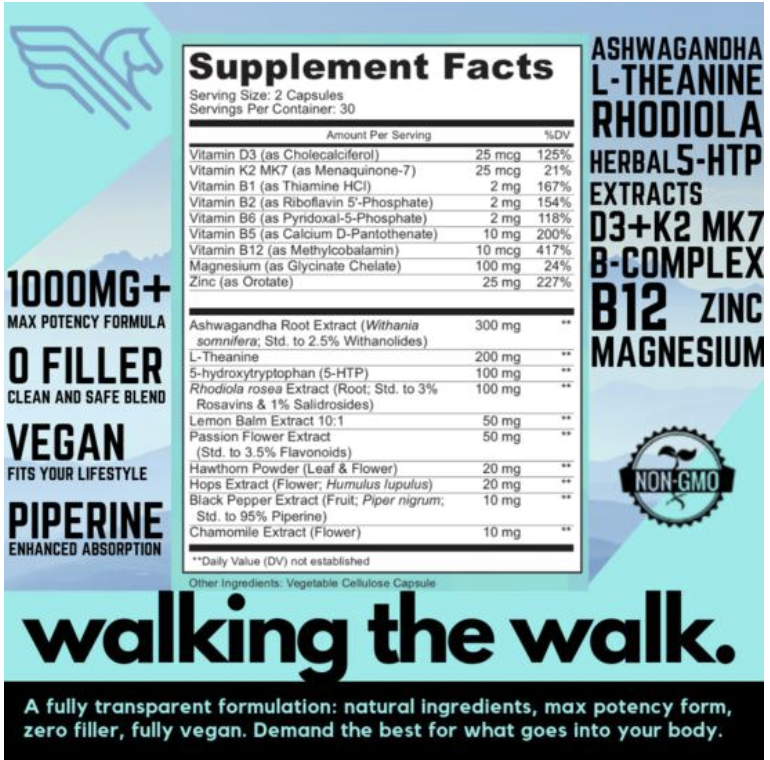 Supplement Facts
Serving Size: 2 Capsules
Servings Per Container: 30
Amount Per Serving %DV
Vitamin D3 (as Cholecalciferol) 25 mcg 125%
Vitamin K2 MK7 (as Menaquinone-7) 25 mcg 21%
Vitamin B1 (as Thiamine HCl) 2 mg 167%
Vitamin B2 (as Riboflavin 5'-Phosphate) 2 mg 154%
Vitamin B6 (as Pyridoxal-5-Phosphate) 2 mg 118%
Vitamin B5 (as Calcium D-Pantothenate) 10 mg 200%
Vitamin B12 (as Methylcobalamin) 10 mcg 417%
Magnesium (as Glycinate Chelate) 100 mg 24%
Zinc (as Orotate) 25 mg 227%
Ashwagandha Root Extract (Withania 300 mg **
somnifera; Std. to 2.5% Withanolides)
L-Theanine 200 mg **
5-hydroxytryptophan (5-HTP) 100 mg **
Rhodiola rosea Extract (Root; Std. to 3% 100 mg **
Rosavins & 1% Salidrosides)
Lemon Balm Extract 10:1 50 mg **
Passion Flower Extract 50 mg **
(Std. to 3.5% Flavonoids)
Hawthorn Powder (Leaf & Flower) 20 mg **
Hops Extract (Flower; Humulus lupulus) 20 mg **
Black Pepper Extract (Fruit; Piper nigrum; 10 mg **
Std. to 95% Piperine)
Chamomile Extract (Flower) 10 mg **
**Daily Value (DV) not established
Other Ingredients: Vegetable Cellulose Capsule
1000MG+
MAX POTENCY FORMULA
0 FILLER
CLEAN AND SAFE BLEND
VEGAN
FITS YOUR LIFESTYLE
PIPERINE
ENHANCED ABSORPTION
ASHWAGANDHA
L-THEANINE
RHODIOLA
HERBAL 5-HTP
EXTRACTS
D3+K2 MK7
B-COMPLEX
B12 ZINC
MAGNESIUM
NON-GMO
walking the walk.
A fully transparent formulation: natural ingredients, max potency form,
zero filler, fully vegan. Demand the best for what goes into your body.